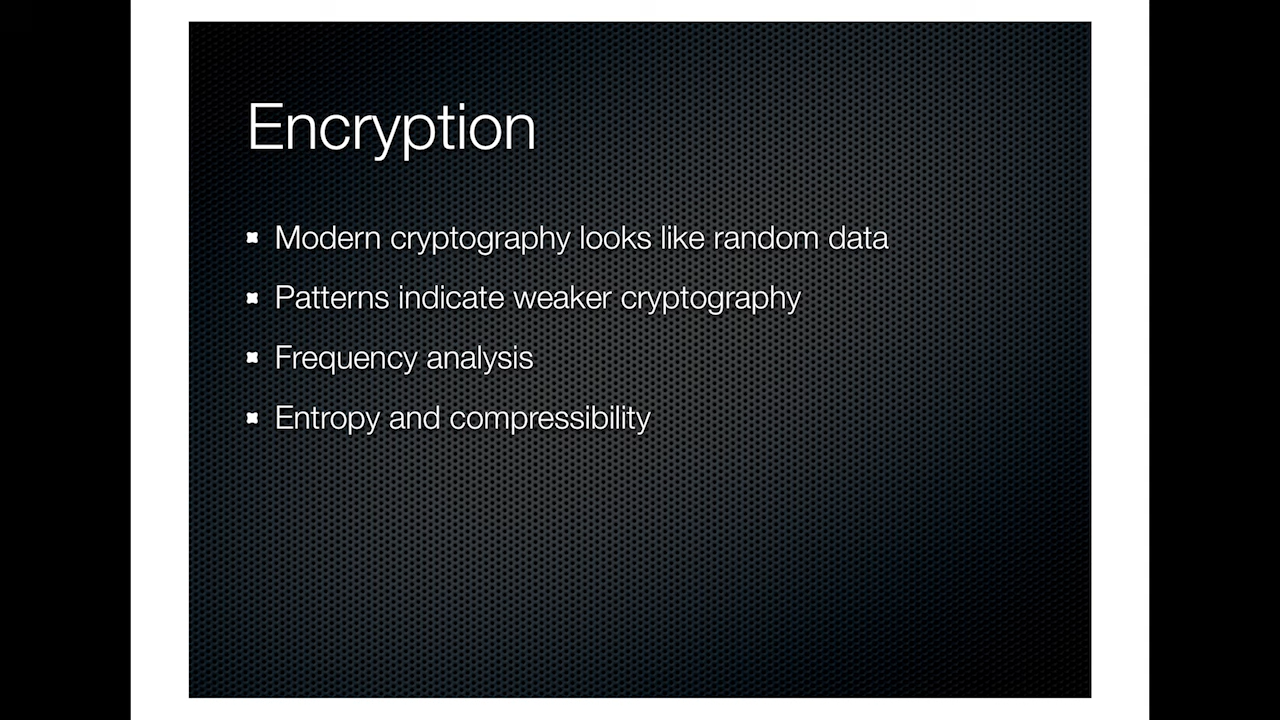 Encryption
Modern cryptography looks like random data
Patterns indicate weaker cryptography
Frequency analysis
Entropy and compressibility